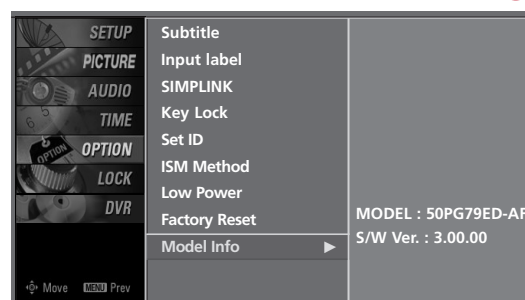 SETUP
PICTURE
AUDIO
TIME
OPTION
LOCK
DVR
Move MENU Prev
Subtitle
Input label
SIMPLINK
Key Lock
Set ID
ISM Method
Low Power
Factory Reset
Model Info ▶
MODEL : 50PG79ED-AF
S/W Ver. : 3.00.00